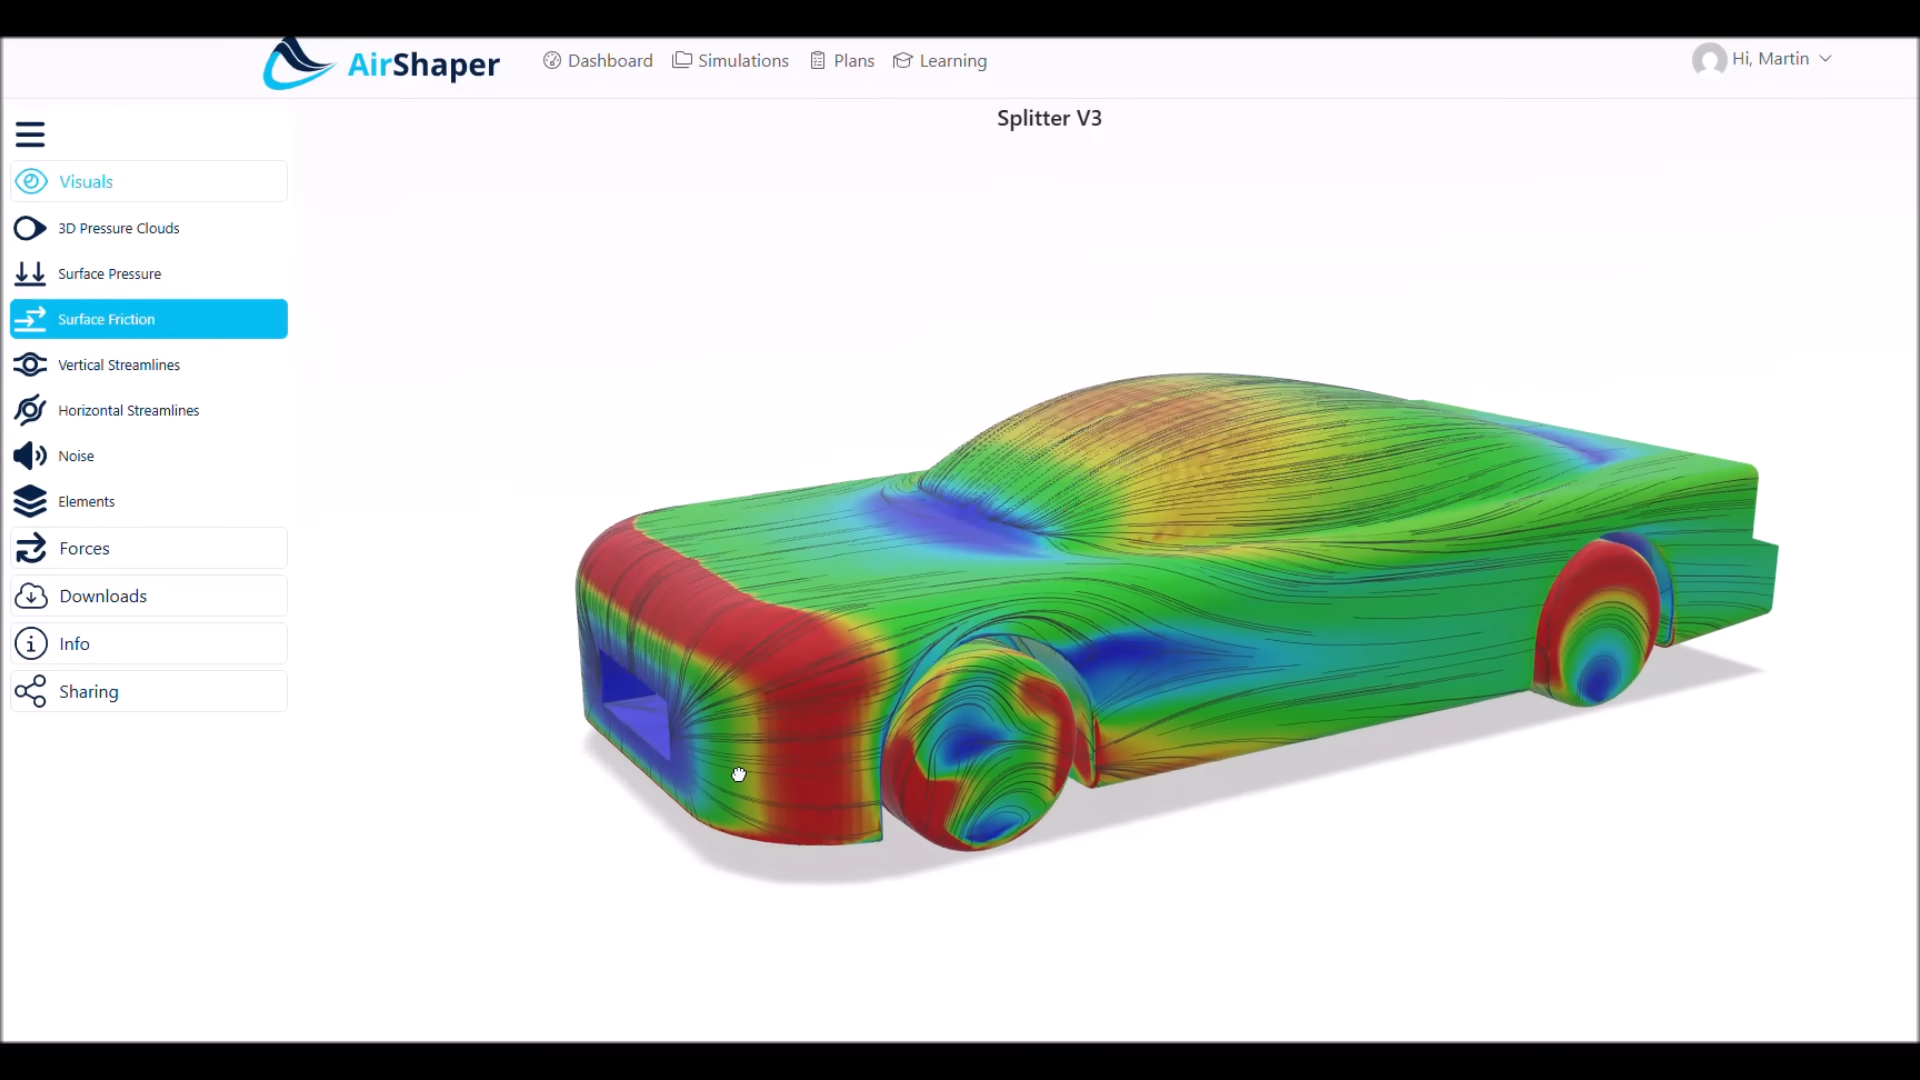 AirShaper
Dashboard
Simulations
Plans
Learning
Hi, Martin
Splitter V3
Visuals
3D Pressure Clouds
Surface Pressure
Surface Friction
Vertical Streamlines
Horizontal Streamlines
Noise
Elements
Forces
Downloads
Info
Sharing